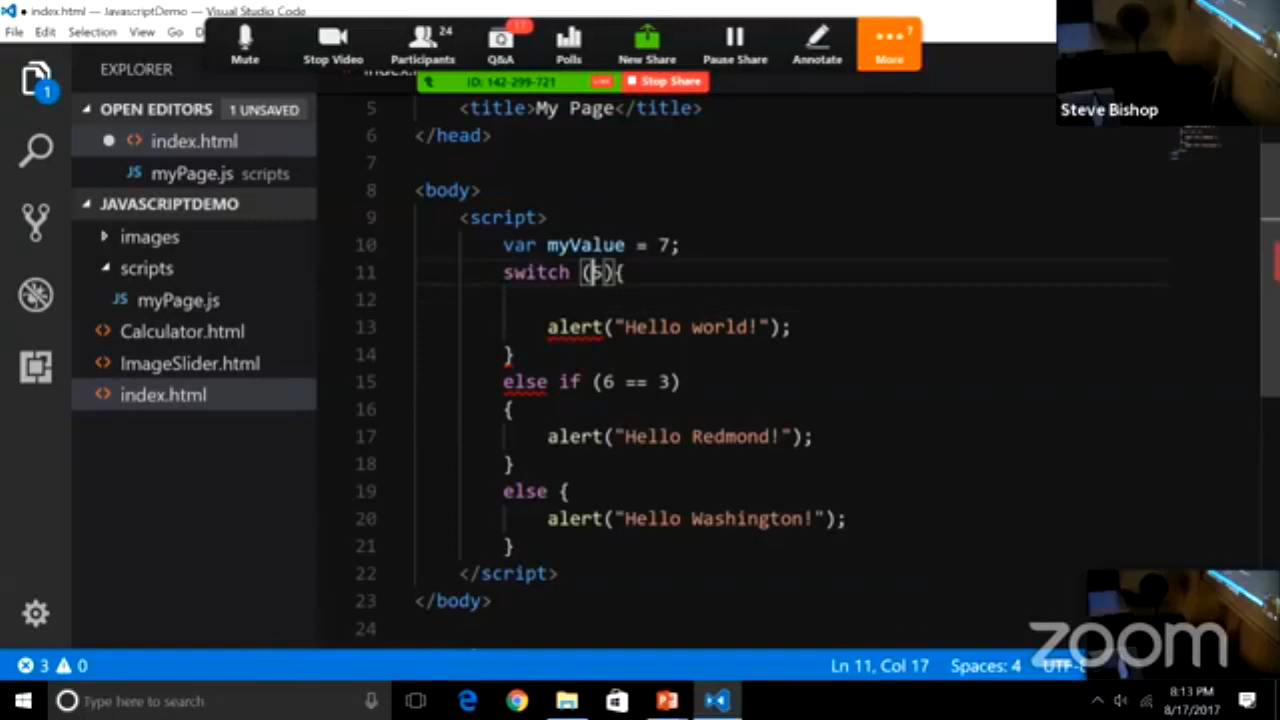 index.html — JavascriptDemo — Visual Studio Code
File Edit Selection View Go
Mute Stop Video Participants 24 Q&A 17 Polls New Share Pause Share Annotate More 7
ID: 142-299-721 LIVE Stop Share
Steve Bishop
EXPLORER
OPEN EDITORS 1 UNSAVED
index.html
JS myPage.js scripts
JAVASCRIPTDEMO
images
scripts
JS myPage.js
Calculator.html
ImageSlider.html
index.html
1
5 <title>My Page</title>
6 </head>
7
8 <body>
9 <script>
10 var myValue = 7;
11 switch (5){
12
13 alert("Hello world!");
14 }
15 else if (6 == 3)
16 {
17 alert("Hello Redmond!");
18 }
19 else {
20 alert("Hello Washington!");
21 }
22 </script>
23 </body>
24
zoom
3 0 Ln 11, Col 17 Spaces: 4
Type here to search
8:13 PM
8/17/2017